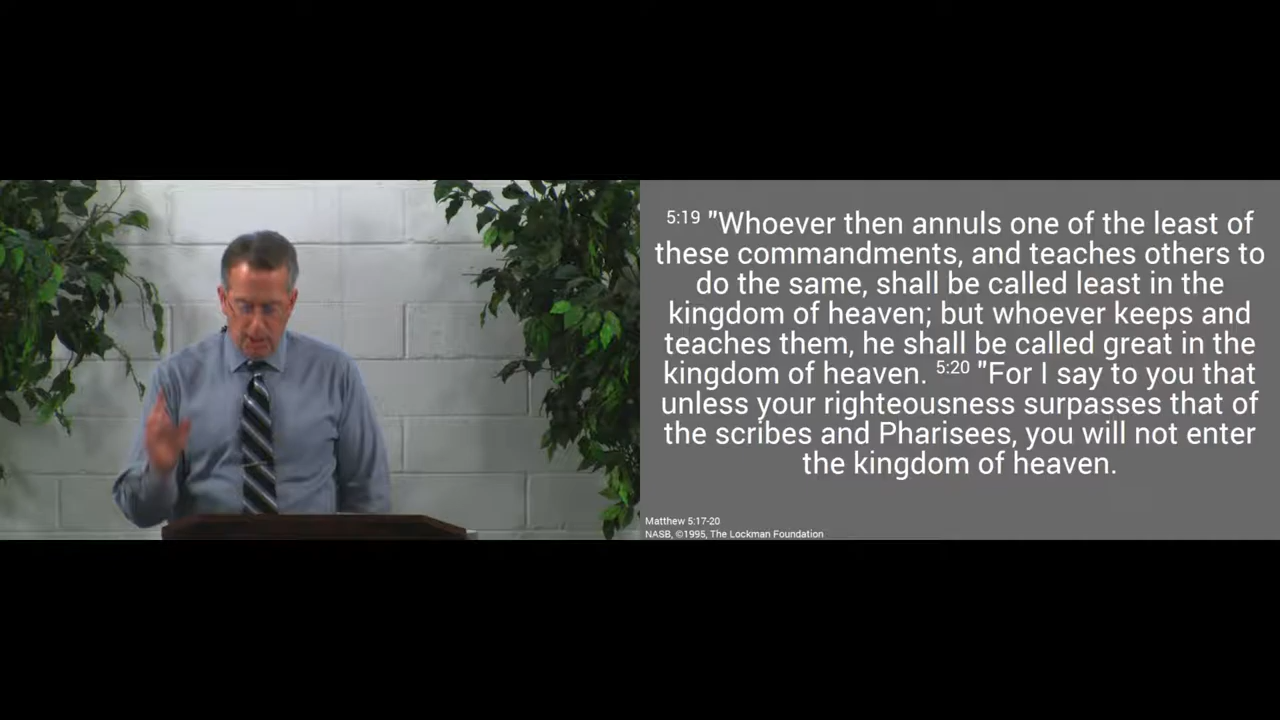 5:19 "Whoever then annuls one of the least of
these commandments, and teaches others to
do the same, shall be called least in the
kingdom of heaven; but whoever keeps and
teaches them, he shall be called great in the
kingdom of heaven. 5:20 "For I say to you that
unless your righteousness surpasses that of
the scribes and Pharisees, you will not enter
the kingdom of heaven.
Matthew 5:17-20
NASB, ©1995, The Lockman Foundation